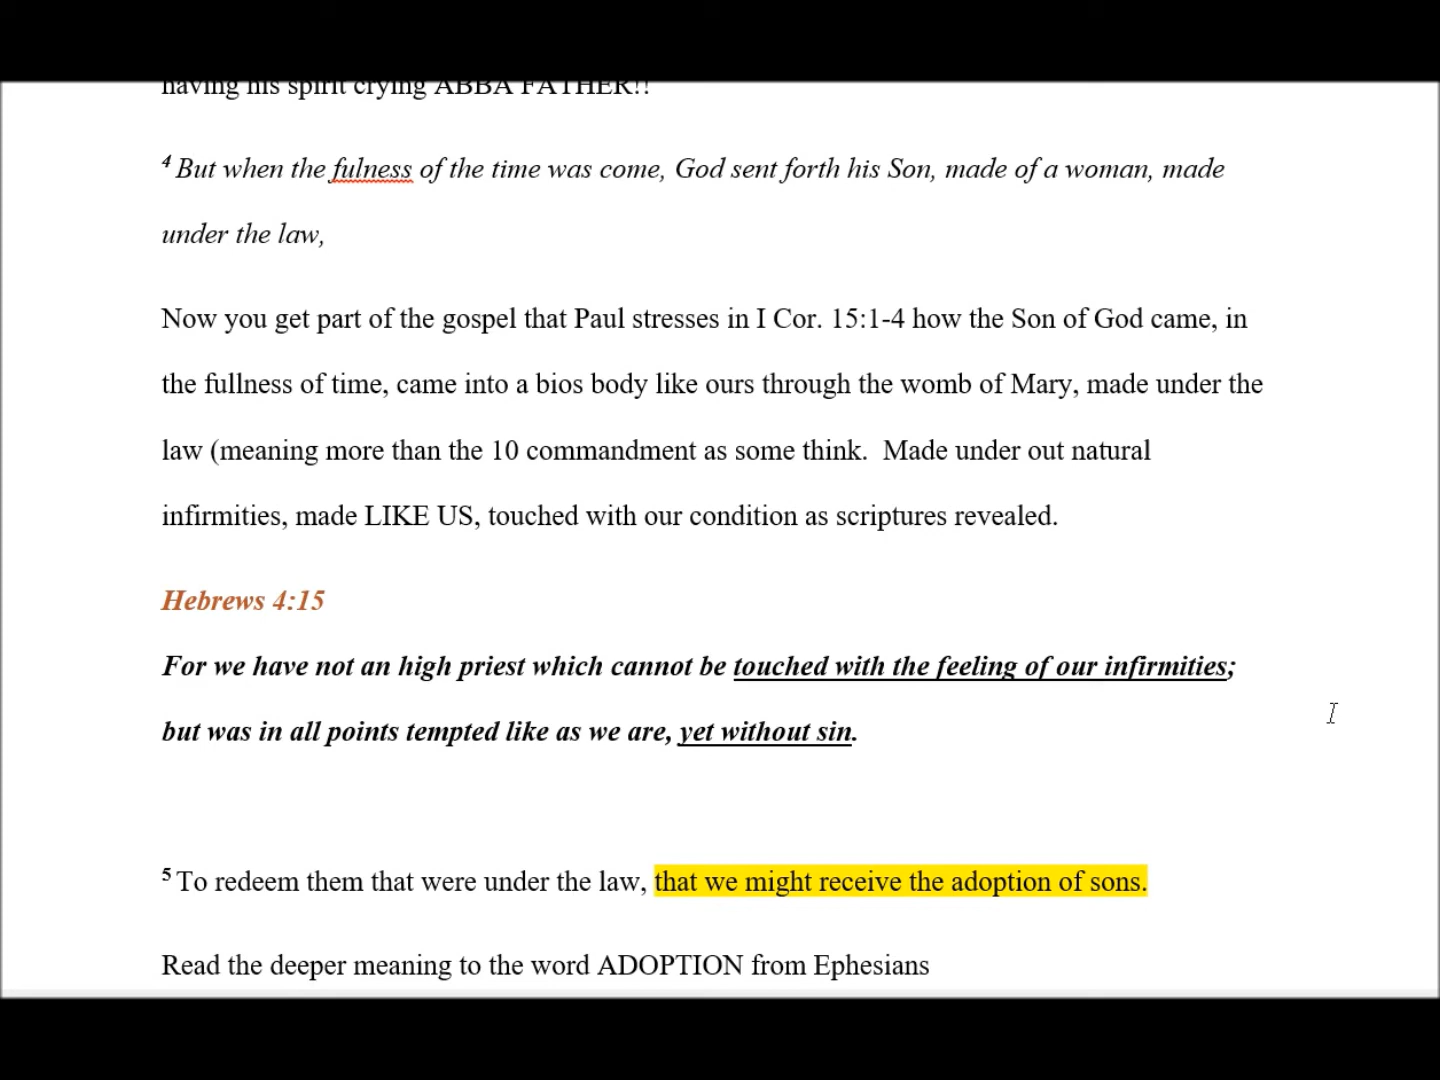 having his spirit crying ABBA FATHER!!
4 But when the fulness of the time was come, God sent forth his Son, made of a woman, made
under the law,
Now you get part of the gospel that Paul stresses in I Cor. 15:1-4 how the Son of God came, in
the fullness of time, came into a bios body like ours through the womb of Mary, made under the
law (meaning more than the 10 commandment as some think.  Made under out natural
infirmities, made LIKE US, touched with our condition as scriptures revealed.
Hebrews 4:15
For we have not an high priest which cannot be touched with the feeling of our infirmities;
but was in all points tempted like as we are, yet without sin.
5 To redeem them that were under the law, that we might receive the adoption of sons.
Read the deeper meaning to the word ADOPTION from Ephesians